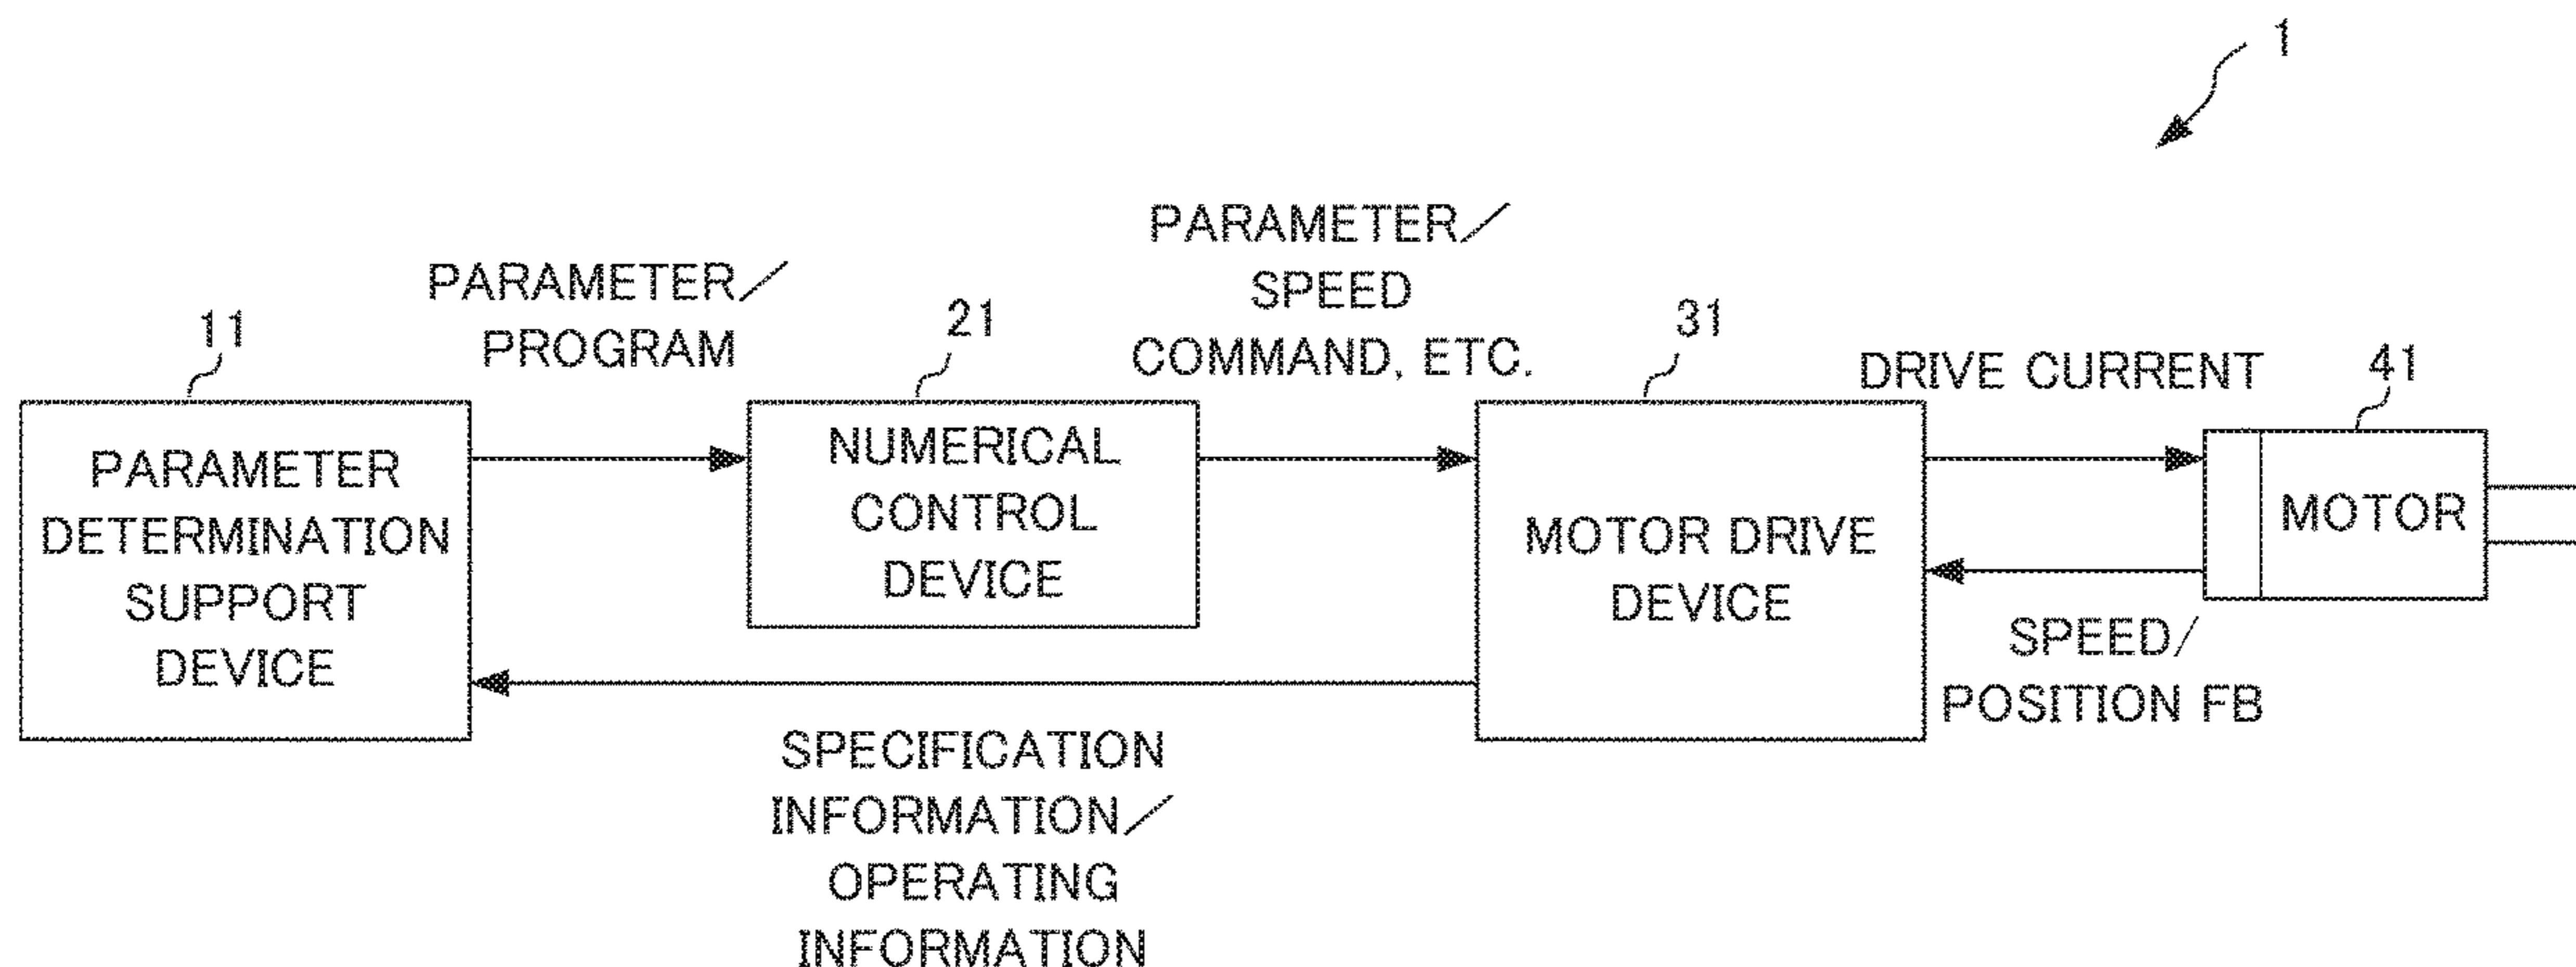 1
PARAMETER/
PROGRAM
PARAMETER/
SPEED
COMMAND, ETC.
11
21
31
DRIVE CURRENT
41
PARAMETER
DETERMINATION
SUPPORT
DEVICE
NUMERICAL
CONTROL
DEVICE
MOTOR DRIVE
DEVICE
MOTOR
SPEED/
POSITION FB
SPECIFICATION
INFORMATION/
OPERATING
INFORMATION